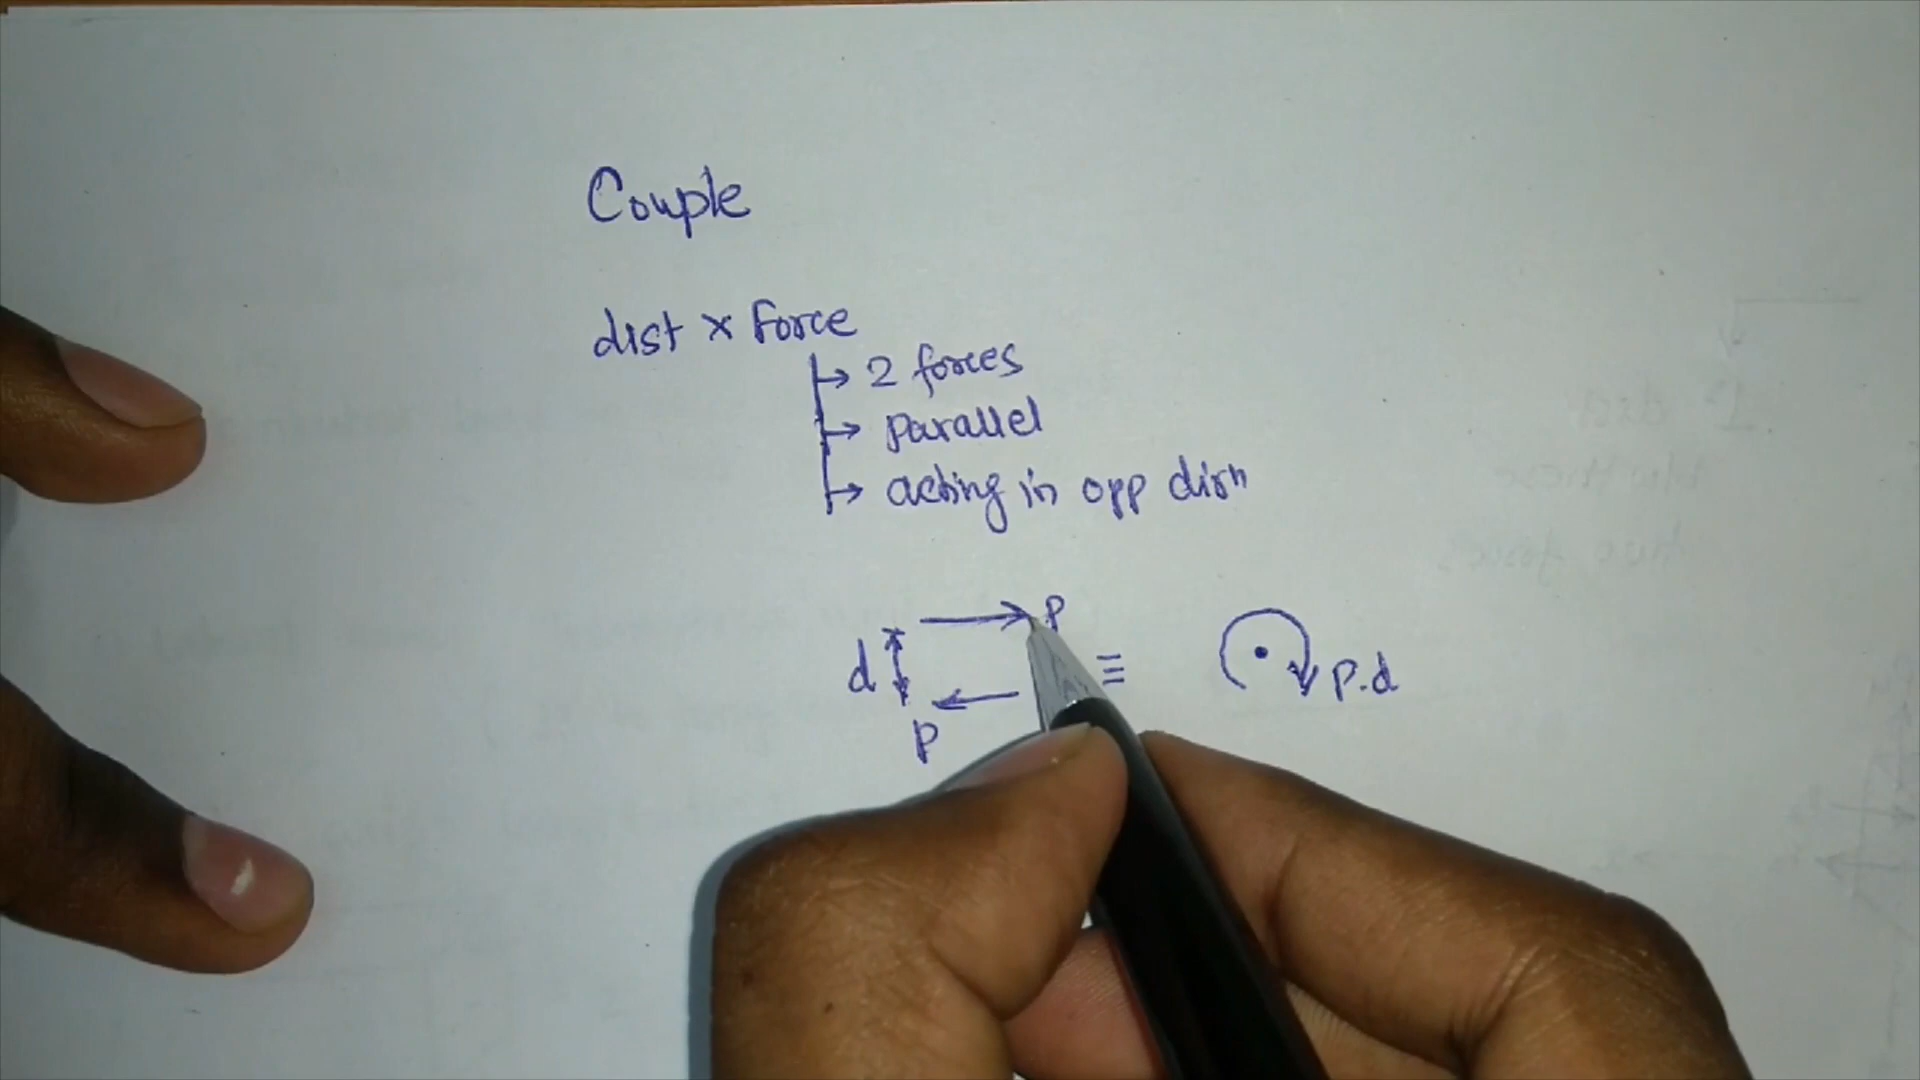 Couple
dist x Force
→ 2 forces
→ parallel
→ acting in opp dirn
P
d ≡ P.d
P